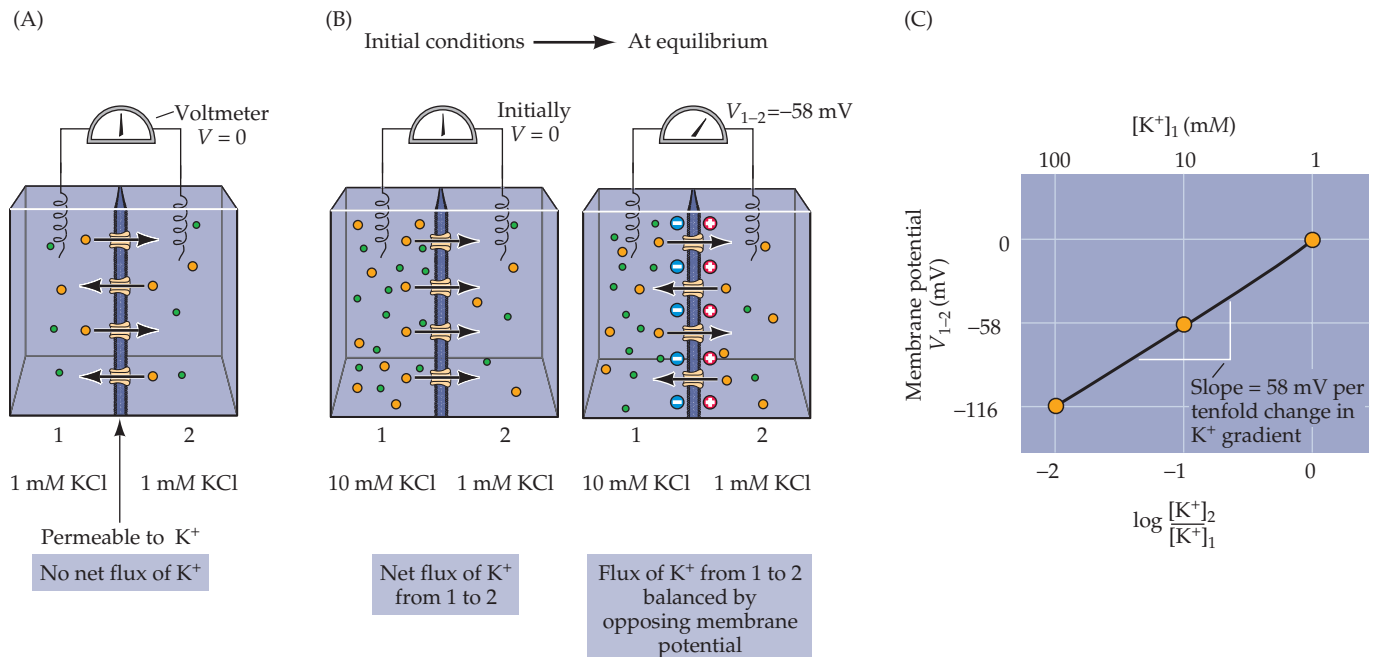 (A)
Voltmeter
V = 0
1
2
1 mM KCl
1 mM KCl
Permeable to K⁺
No net flux of K⁺
(B)
Initial conditions
At equilibrium
Initially
V = 0
1
2
10 mM KCl
1 mM KCl
Net flux of K⁺
from 1 to 2
V₁₋₂=–58 mV
− +
− +
− +
− +
− +
1
2
10 mM KCl
1 mM KCl
Flux of K⁺ from 1 to 2
balanced by
opposing membrane
potential
(C)
[K⁺]₁ (mM)
100
10
1
Membrane potential
V₁₋₂ (mV)
0
–58
–116
Slope = 58 mV per
tenfold change in
K⁺ gradient
–2
–1
0
log [K⁺]₂
[K⁺]₁